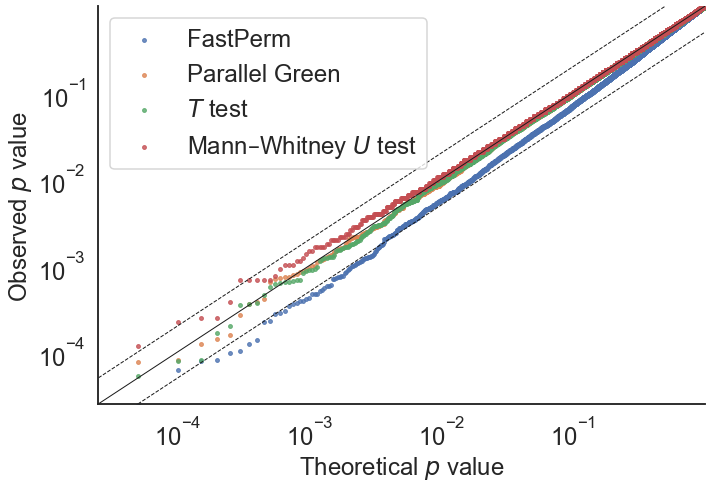 FastPerm
Parallel Green
T test
Mann–Whitney U test
Observed p value
10⁻¹
10⁻²
10⁻³
10⁻⁴
10⁻⁴ 10⁻³ 10⁻² 10⁻¹
Theoretical p value